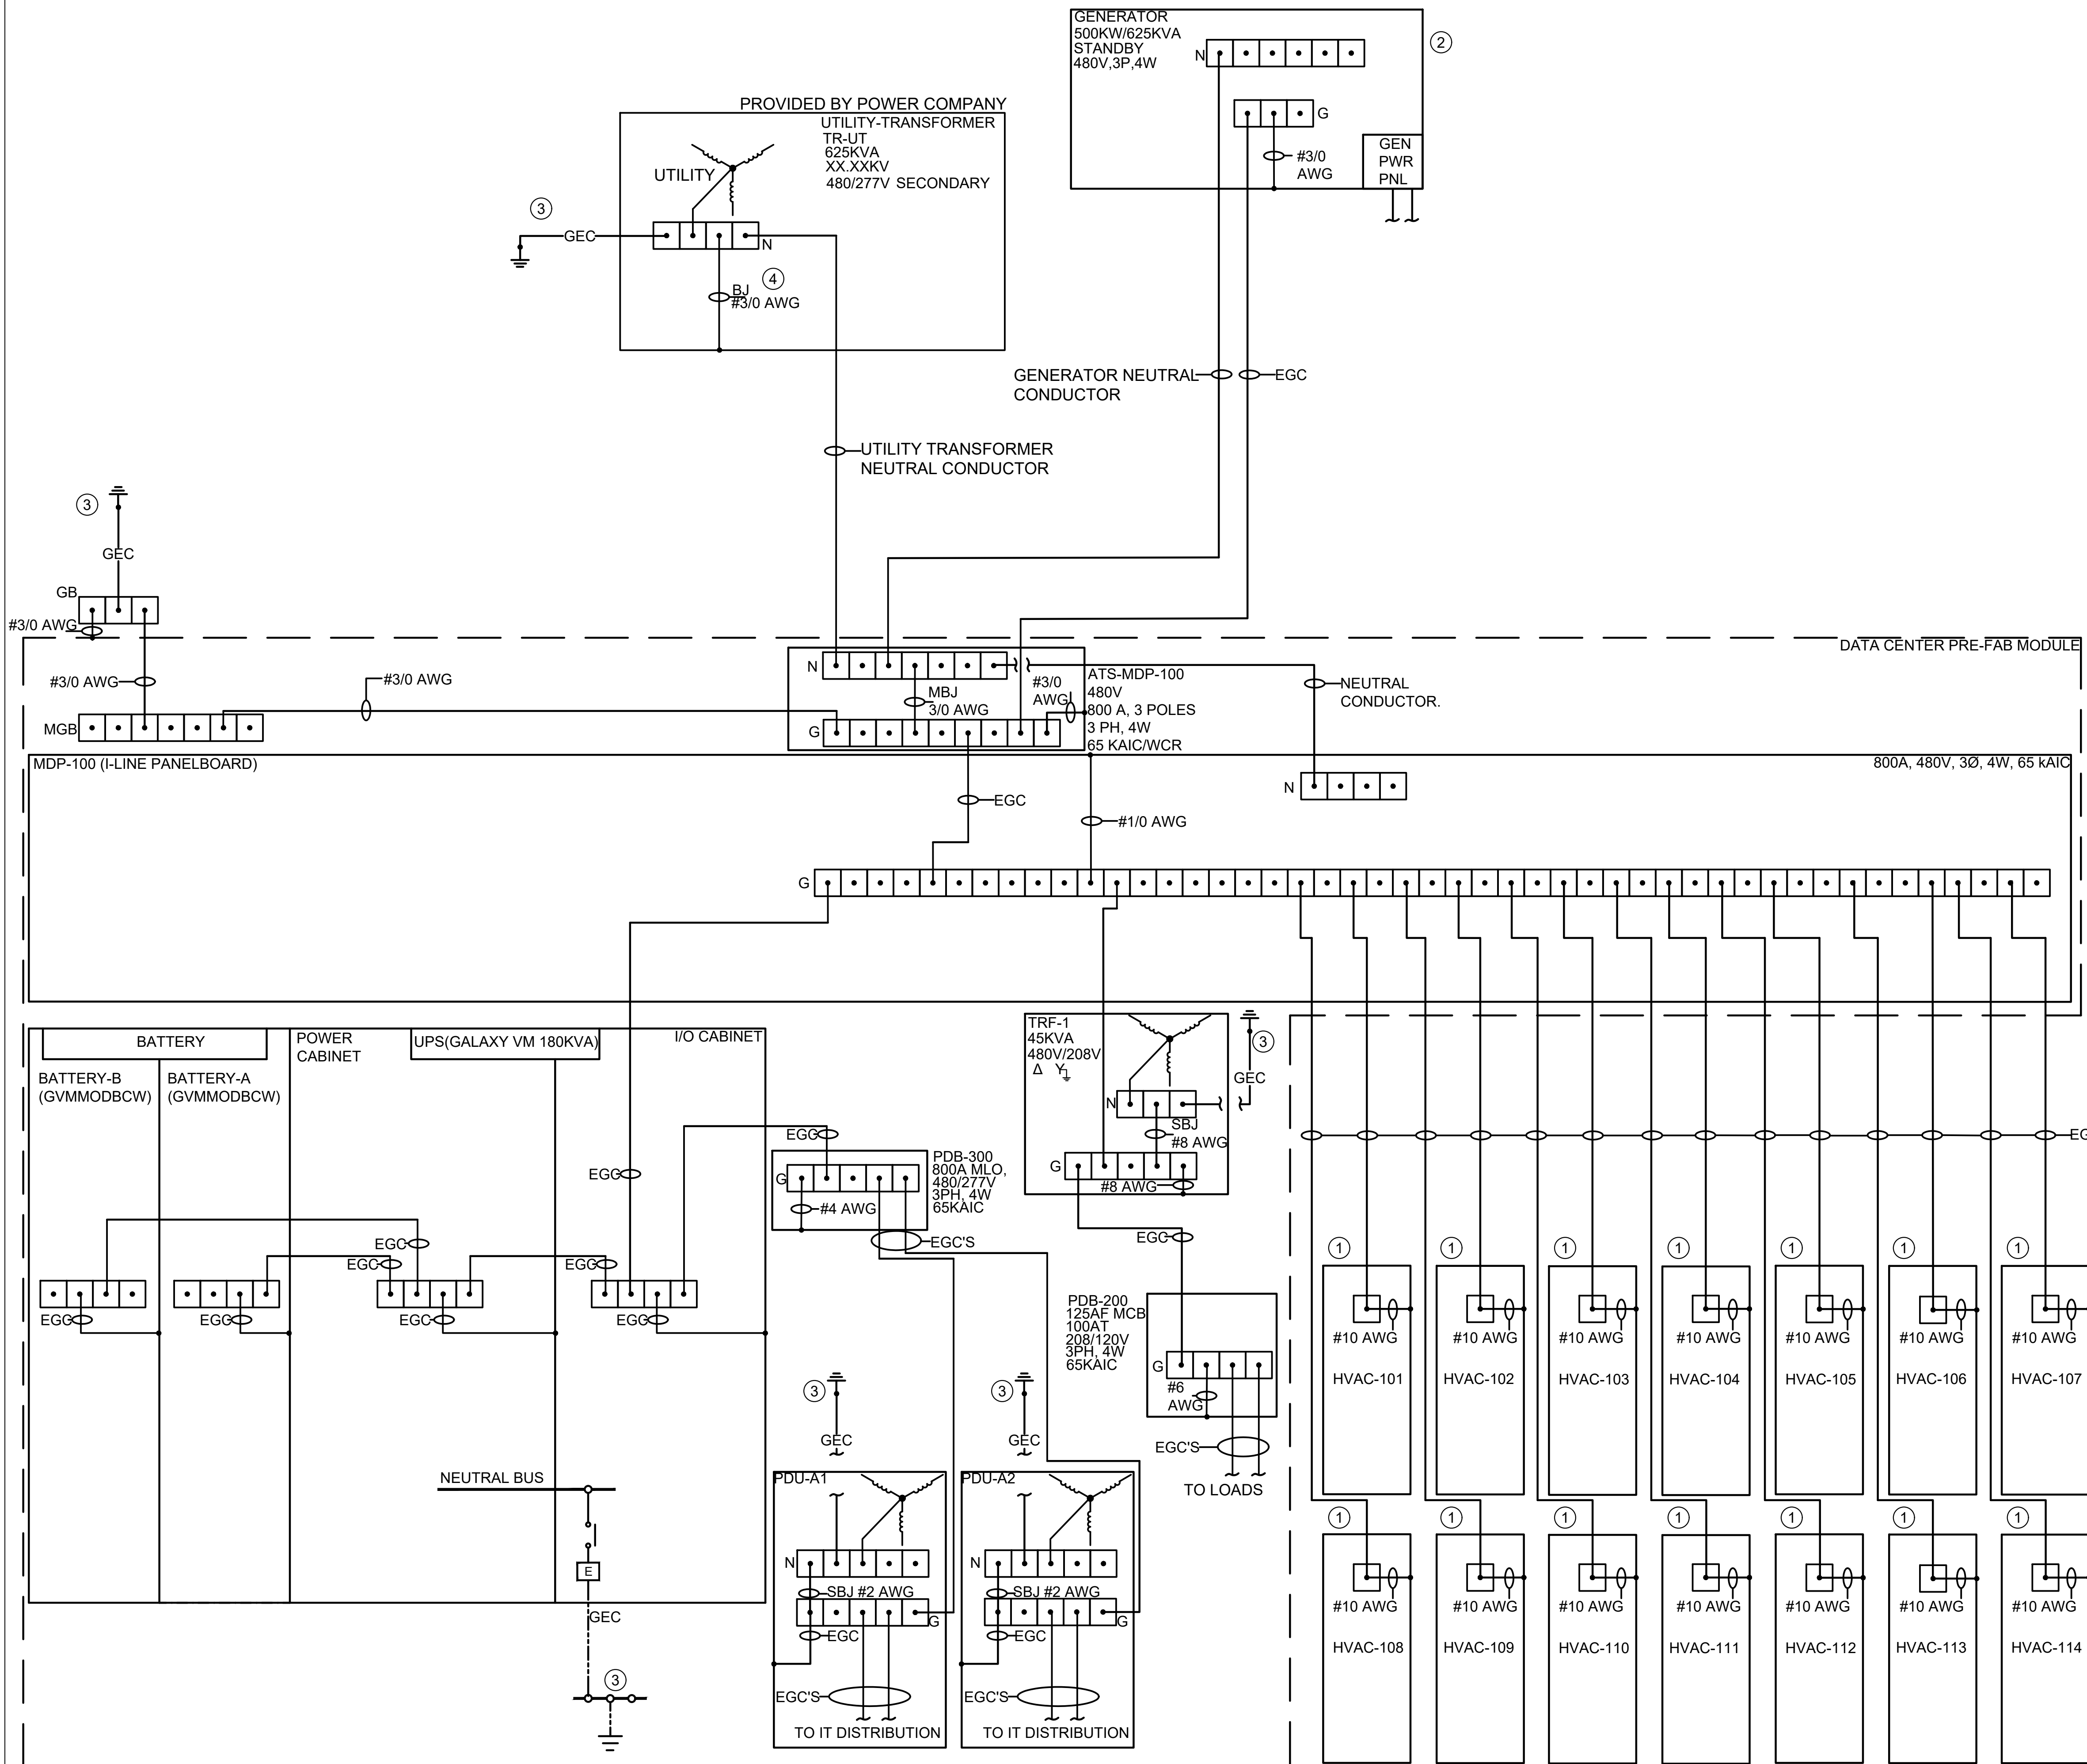 GENERATOR
500KW/625KVA
STANDBY
480V,3P,4W
N
G
2
#3/0
AWG
GEN
PWR
PNL
PROVIDED BY POWER COMPANY
UTILITY-TRANSFORMER
TR-UT
625KVA
XX.XXKV
480/277V SECONDARY
UTILITY
3
GEC
N
4
BJ
#3/0 AWG
GENERATOR NEUTRAL
CONDUCTOR
EGC
UTILITY TRANSFORMER
NEUTRAL CONDUCTOR
3
GEC
GB
#3/0 AWG
#3/0 AWG
#3/0 AWG
MGB
DATA CENTER PRE-FAB MODULE
N
MBJ
3/0 AWG
#3/0
AWG
G
ATS-MDP-100
480V
800 A, 3 POLES
3 PH, 4W
65 KAIC/WCR
NEUTRAL
CONDUCTOR.
MDP-100 (I-LINE PANELBOARD)
800A, 480V, 3Ø, 4W, 65 kAIC
N
EGC
#1/0 AWG
G
BATTERY
POWER
CABINET
UPS(GALAXY VM 180KVA)
I/O CABINET
BATTERY-B
(GVMMODBCW)
BATTERY-A
(GVMMODBCW)
EGC
EGC
EGC
EGC
EGC
EGC
EGC
EGC
EGC
NEUTRAL BUS
E
GEC
3
G
PDB-300
800A MLO,
480/277V
3PH, 4W
65KAIC
#4 AWG
EGC'S
TRF-1
45KVA
480V/208V
Δ Y
3
GEC
N
SBJ
#8 AWG
G
#8 AWG
EGC
PDB-200
125AF MCB
100AT
208/120V
3PH, 4W
65KAIC
G
#6
AWG
EGC'S
TO LOADS
3
GEC
PDU-A1
N
SBJ #2 AWG
G
EGC
EGC'S
TO IT DISTRIBUTION
3
GEC
PDU-A2
N
SBJ #2 AWG
G
EGC
EGC'S
TO IT DISTRIBUTION
1
1
1
1
1
1
1
#10 AWG
#10 AWG
#10 AWG
#10 AWG
#10 AWG
#10 AWG
#10 AWG
HVAC-101
HVAC-102
HVAC-103
HVAC-104
HVAC-105
HVAC-106
HVAC-107
1
1
1
1
1
1
1
#10 AWG
#10 AWG
#10 AWG
#10 AWG
#10 AWG
#10 AWG
#10 AWG
HVAC-108
HVAC-109
HVAC-110
HVAC-111
HVAC-112
HVAC-113
HVAC-114